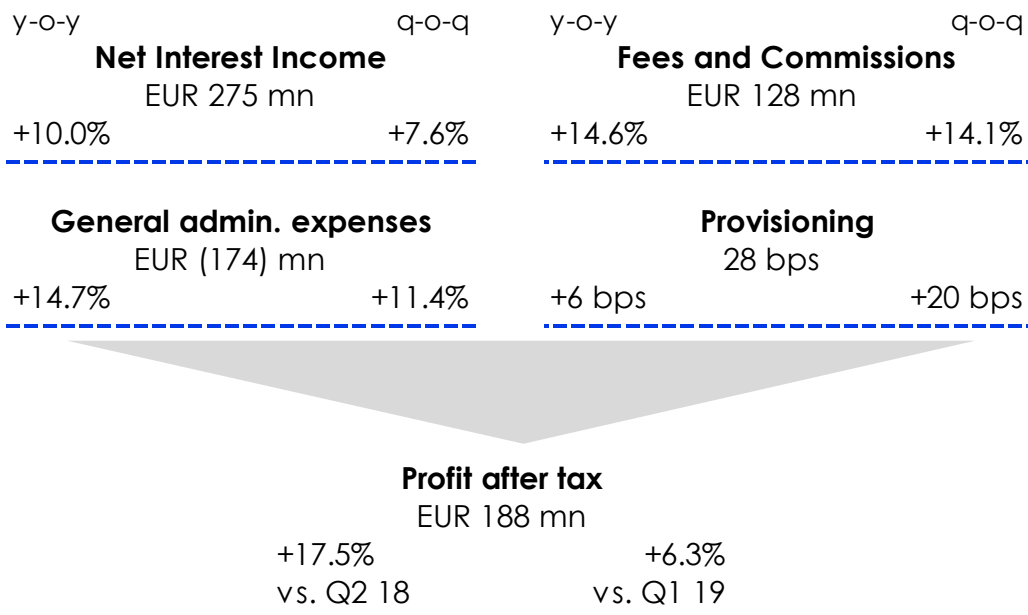 y-o-y q-o-q
Net Interest Income
EUR 275 mn
+10.0% +7.6%
y-o-y q-o-q
Fees and Commissions
EUR 128 mn
+14.6% +14.1%
General admin. expenses
EUR (174) mn
+14.7% +11.4%
Provisioning
28 bps
+6 bps +20 bps
Profit after tax
EUR 188 mn
+17.5% +6.3%
vs. Q2 18 vs. Q1 19